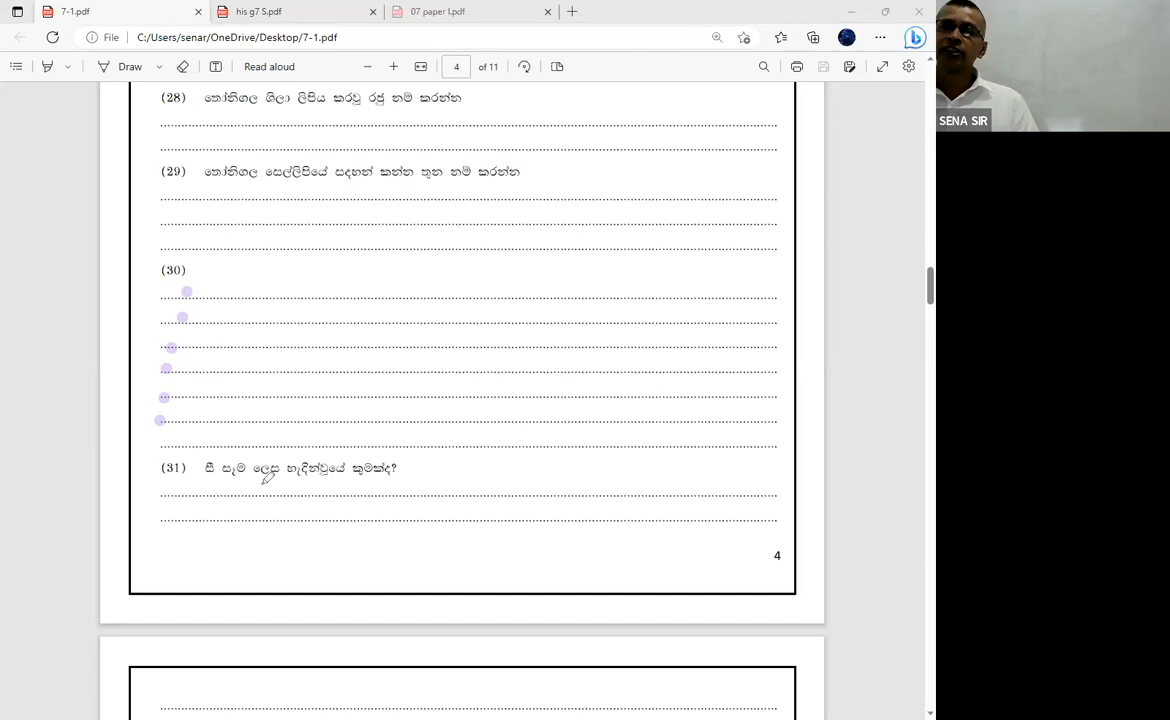 7-1.pdf
his g7 S.pdf
07 paper I.pdf
File
C:/Users/senar/OneDrive/Desktop/7-1.pdf
Draw
Read aloud
4
of 11
SENA SIR
(28) තෝනිගල ශිලා ලිපිය කරවූ රජු නම් කරන්න
(29) තෝනිගල සෙල්ලිපියේ සඳහන් කන්න තුන නම් කරන්න
(30)
(31) සී සෑම ලෙස හැඳින්වූයේ කුමක්ද?
4